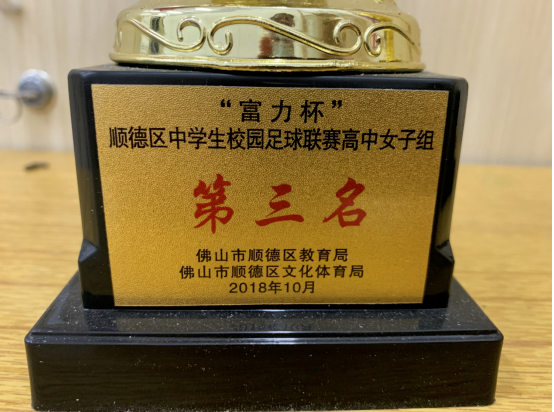 “富力杯”
顺德区中学生校园足球联赛高中女子组
第三名
佛山市顺德区教育局
佛山市顺德区文化体育局
2018年10月